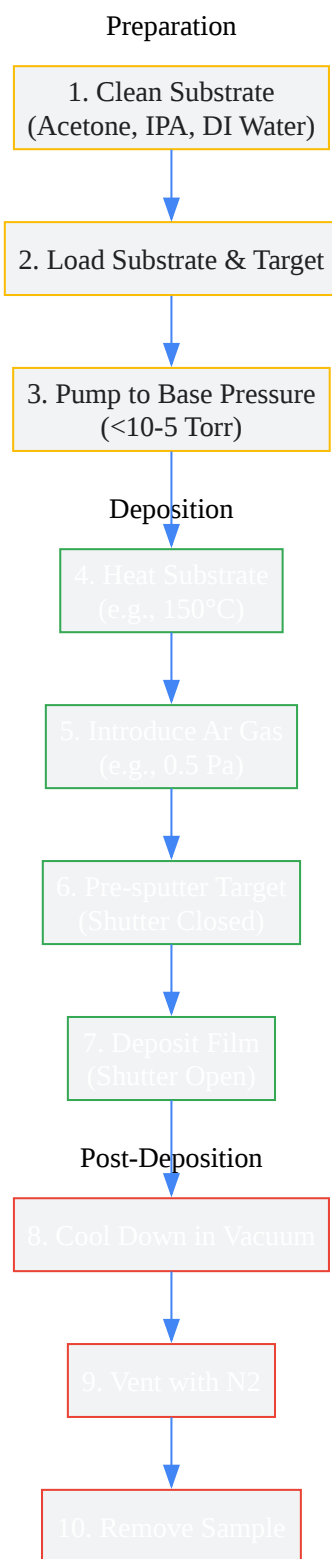 Preparation
1. Clean Substrate
(Acetone, IPA, DI Water)
2. Load Substrate & Target
3. Pump to Base Pressure
(<10-5 Torr)
Deposition
4. Heat Substrate
(e.g., 150°C)
5. Introduce Ar Gas
(e.g., 0.5 Pa)
6. Pre-sputter Target
(Shutter Closed)
7. Deposit Film
(Shutter Open)
Post-Deposition
8. Cool Down in Vacuum
9. Vent with N2
10. Remove Sample